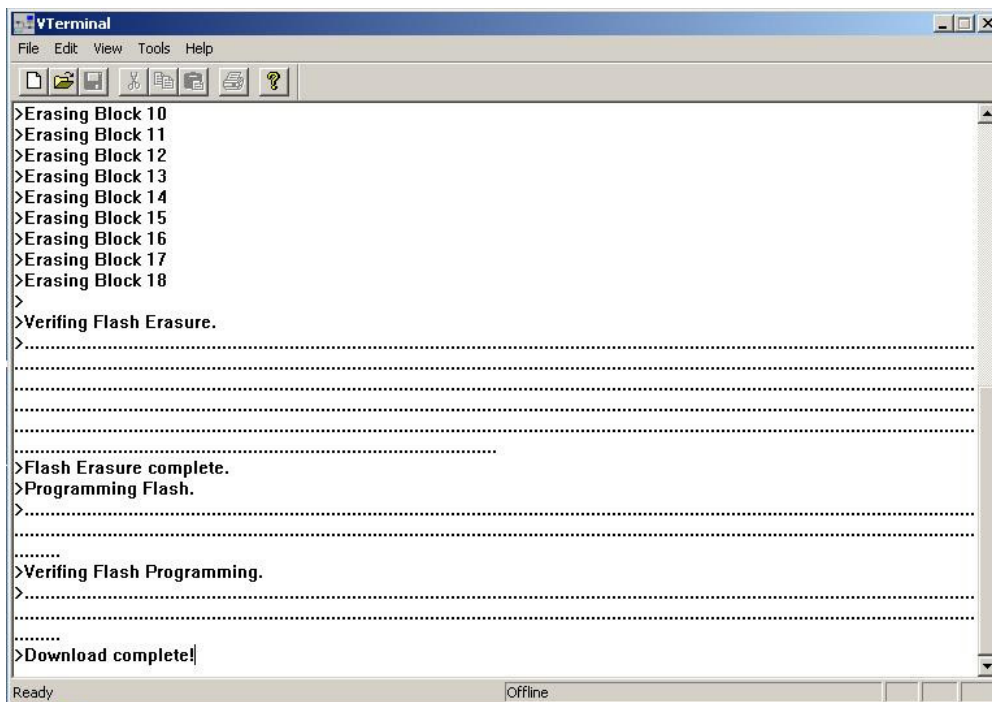 VTerminal
File Edit View Tools Help
>Erasing Block 10
>Erasing Block 11
>Erasing Block 12
>Erasing Block 13
>Erasing Block 14
>Erasing Block 15
>Erasing Block 16
>Erasing Block 17
>Erasing Block 18
>
>Verifing Flash Erasure.
>................................................................................
................................................................................
................................................................................
................................................................................
................................................................................
........................................
>Flash Erasure complete.
>Programming Flash.
>................................................................................
................................................................................
.........
>Verifing Flash Programming.
>................................................................................
................................................................................
.........
>Download complete!
Ready Offline